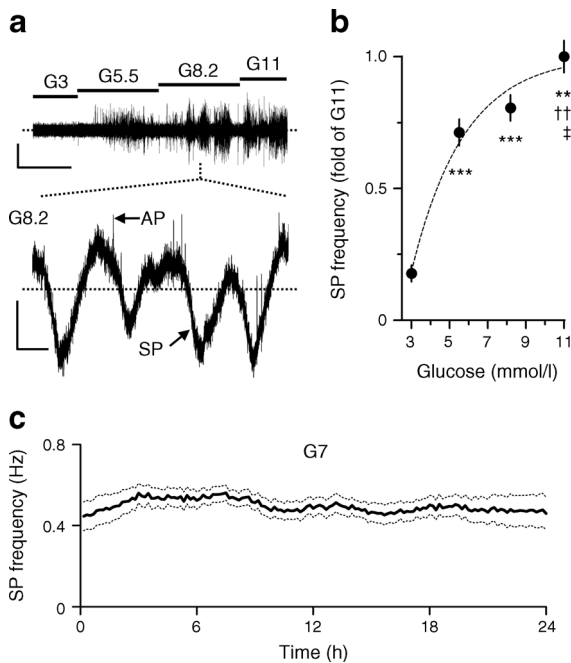 a
G3 G5.5 G8.2 G11
G8.2
AP
SP
b
SP frequency (fold of G11)
1.0
0.5
0
***
***
**
††
‡
3 5 7 9 11
Glucose (mmol/l)
c
G7
SP frequency (Hz)
0.8
0.4
0
0 6 12 18 24
Time (h)